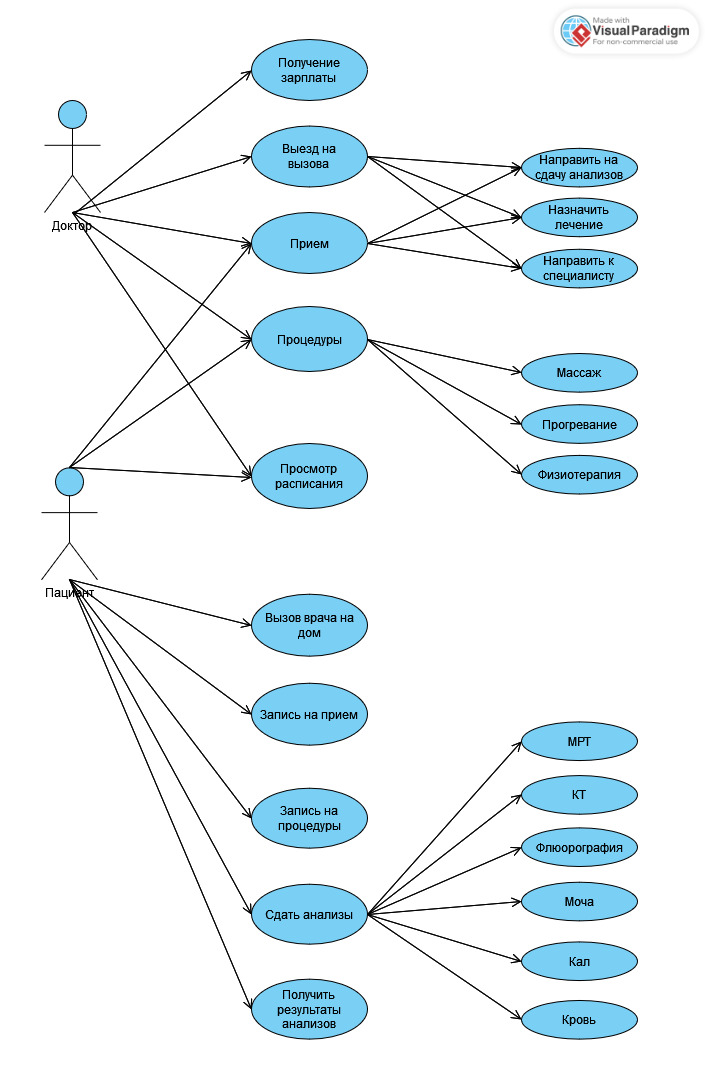 Made with
VisualParadigm
For non-commercial use
Получение
зарплаты
Доктор
Выезд на
вызова
Направить на
сдачу анализов
Назначить
лечение
Прием
Направить к
специалисту
Процедуры
Массаж
Прогревание
Просмотр
расписания
Физиотерапия
Пациент
Вызов врача на
дом
Запись на прием
МРТ
КТ
Запись на
процедуры
Флюорография
Сдать анализы
Моча
Кал
Получить
результаты
анализов
Кровь